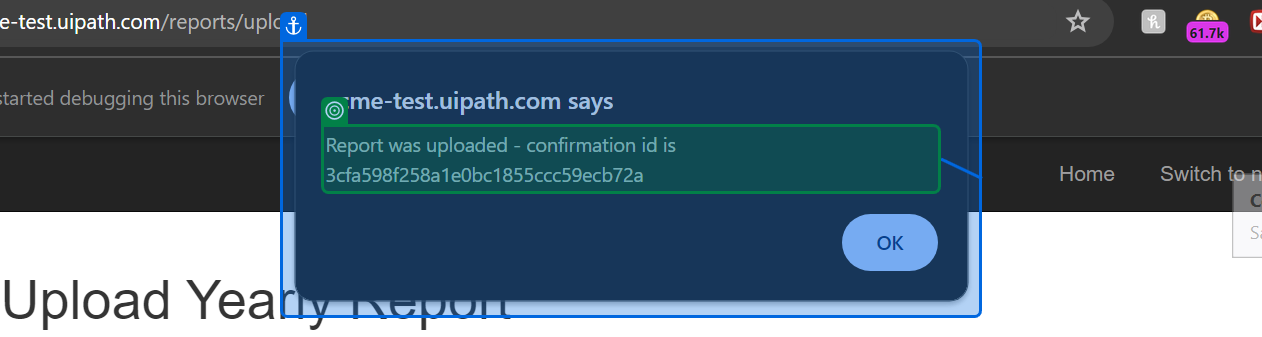 e-test.uipath.com/reports/uplo
61.7k
started debugging this browser
me-test.uipath.com says
Report was uploaded - confirmation id is
3cfa598f258a1e0bc1855ccc59ecb72a
Home
Switch to n
OK
Upload Yearly Report